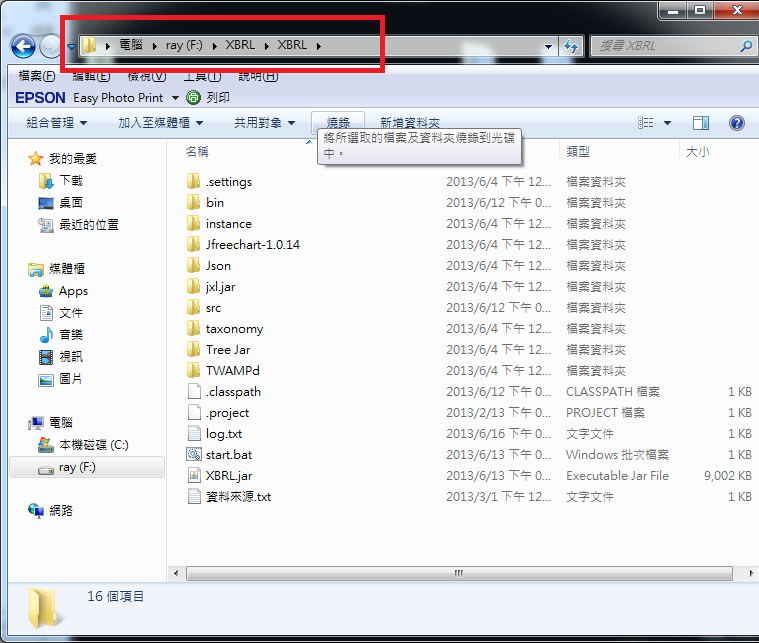 電腦 ray (F:) XBRL XBRL
搜尋 XBRL
檔案(F) 編輯(E) 檢視(V) 工具(T) 說明(H)
EPSON Easy Photo Print 列印
組合管理 加入至媒體櫃 共用對象 燒錄 新增資料夾
將所選取的檔案及資料夾燒錄到光碟
中。
名稱 類型 大小
我的最愛
下載
桌面
最近的位置
媒體櫃
Apps
文件
音樂
視訊
圖片
電腦
本機磁碟 (C:)
ray (F:)
網路
.settings 2013/6/4 下午 12... 檔案資料夾
bin 2013/6/12 下午 0... 檔案資料夾
instance 2013/6/4 下午 12... 檔案資料夾
Jfreechart-1.0.14 2013/6/4 下午 12... 檔案資料夾
Json 2013/6/4 下午 12... 檔案資料夾
jxl.jar 2013/6/4 下午 12... 檔案資料夾
src 2013/6/12 下午 0... 檔案資料夾
taxonomy 2013/6/4 下午 12... 檔案資料夾
Tree Jar 2013/6/4 下午 12... 檔案資料夾
TWAMPd 2013/6/4 下午 12... 檔案資料夾
.classpath 2013/6/12 下午 0... CLASSPATH 檔案 1 KB
.project 2013/2/13 下午 0... PROJECT 檔案 1 KB
log.txt 2013/6/16 下午 0... 文字文件 1 KB
start.bat 2013/6/13 下午 0... Windows 批次檔案 1 KB
XBRL.jar 2013/6/13 下午 0... Executable Jar File 9,002 KB
資料來源.txt 2013/3/1 下午 12... 文字文件 1 KB
16 個項目